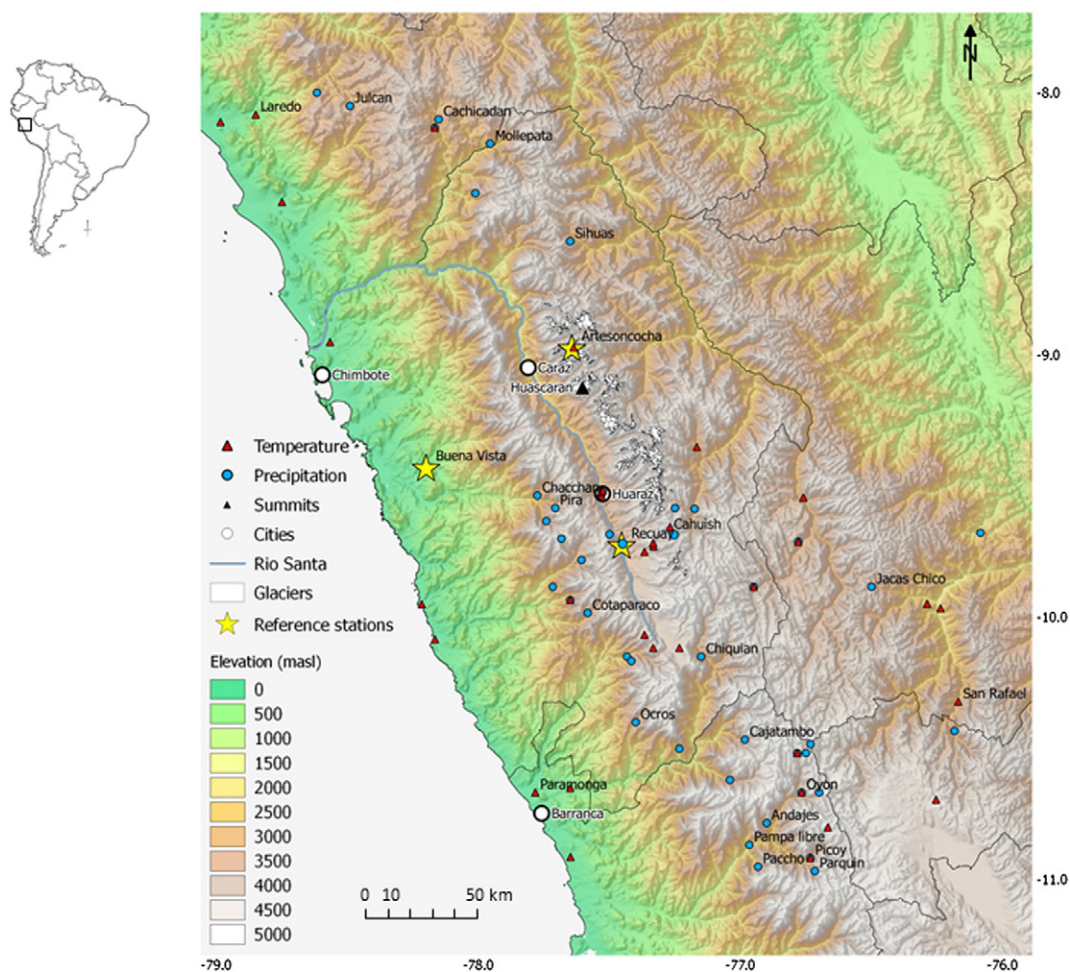 N
-8.0
Julcan
Laredo
Cachicadan
Mollepata
Sihuas
Artesoncocha
-9.0
Caraz
Chimbote
Huascaran
Temperature
Buena Vista
Precipitation
Chacchan
Huaraz
Pira
Summits
Cities
Recuay
Cahuish
Rio Santa
Glaciers
Jacas Chico
Cotaparaco
Reference stations
-10.0
Chiquian
Elevation (masl)
0
San Rafael
500
Ocros
1000
Cajatambo
1500
2000
Paramonga
Oyon
2500
Barranca
Andajes
3000
Pampa libre
3500
Paccho
Picoy
Parquin
4000
-11.0
0 10 50 km
4500
5000
-79.0 -78.0 -77.0 -76.0